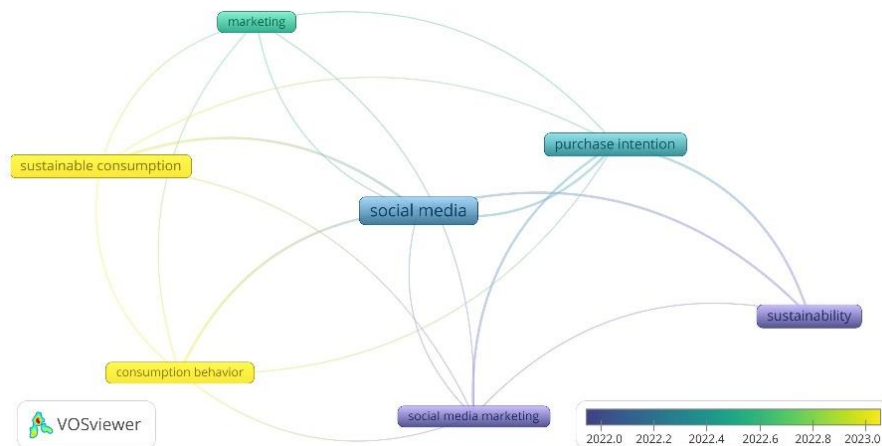 marketing
purchase intention
sustainable consumption
social media
sustainability
consumption behavior
social media marketing
VOSviewer
2022.0 2022.2 2022.4 2022.6 2022.8 2023.0